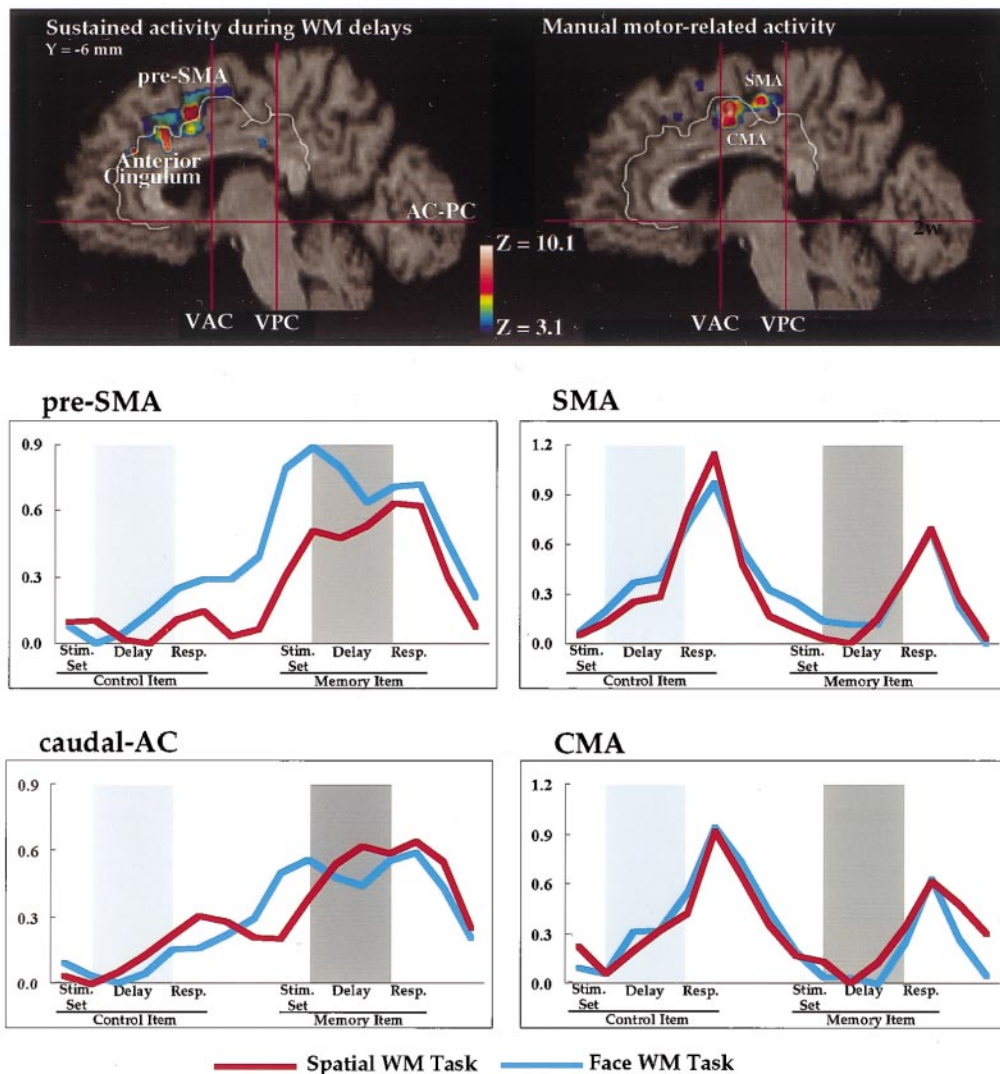 Sustained activity during WM delays
Y = -6 mm
pre-SMA
Anterior
Cingulum
AC-PC
VAC VPC
Z = 10.1
Z = 3.1
Manual motor-related activity
SMA
CMA
2w
VAC VPC
pre-SMA
0.9
0.6
0.3
0.0
Stim. Set Delay Resp.
Control Item
Stim. Set Delay Resp.
Memory Item
SMA
1.2
0.9
0.6
0.3
0.0
Stim. Set Delay Resp.
Control Item
Stim. Set Delay Resp.
Memory Item
caudal-AC
0.9
0.6
0.3
0.0
Stim. Set Delay Resp.
Control Item
Stim. Set Delay Resp.
Memory Item
CMA
1.2
0.9
0.6
0.3
0.0
Stim. Set Delay Resp.
Control Item
Stim. Set Delay Resp.
Memory Item
Spatial WM Task Face WM Task